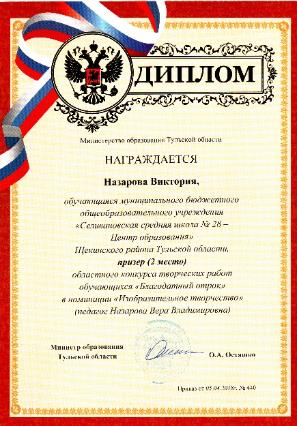 ДИПЛОМ
Министерство образования Тульской области
НАГРАЖДАЕТСЯ
Назарова Виктория,
обучающаяся муниципального бюджетного
общеобразовательного учреждения
«Селивановская средняя школа № 28 –
Центр образования»
Щекинского района Тульской области,
призер (2 место)
областного конкурса творческих работ
обучающихся «Благодатный отрок»
в номинации «Изобразительное творчество»
(педагог Назарова Вера Владимировна)
Министр образования
Тульской области
О.А. Осташко
Приказ от 05.04.2018г. №